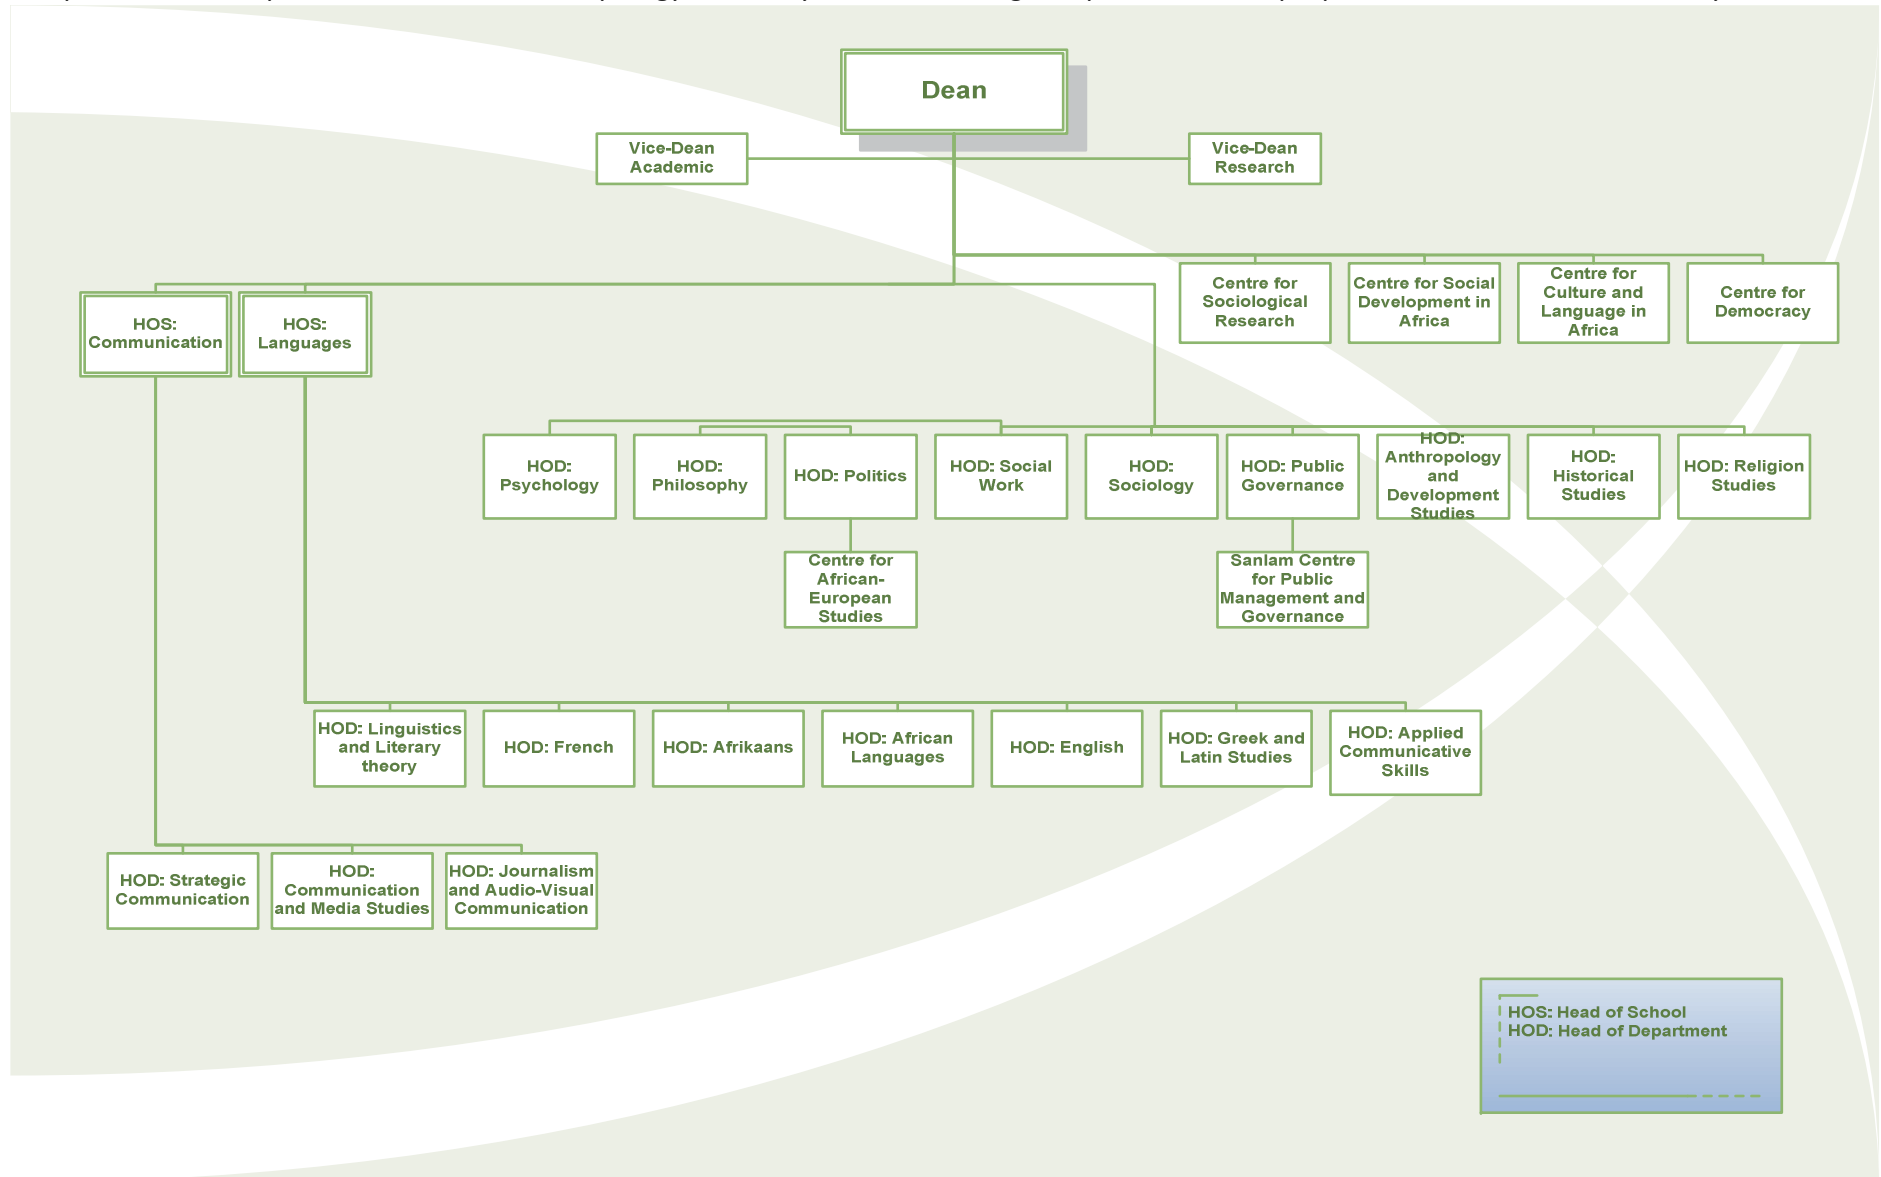 Dean
Vice-Dean
Academic
Vice-Dean
Research
Centre for
Sociological
Research
Centre for Social
Development in
Africa
Centre for
Culture and
Language in
Africa
Centre for
Democracy
HOS:
Communication
HOS:
Languages
HOD:
Psychology
HOD:
Philosophy
HOD: Politics
HOD: Social
Work
HOD:
Sociology
HOD: Public
Governance
HOD:
Anthropology
and
Development
Studies
HOD:
Historical
Studies
HOD: Religion
Studies
Centre for
African-
European
Studies
Sanlam Centre
for Public
Management and
Governance
HOD: Linguistics
and Literary
theory
HOD: French
HOD: Afrikaans
HOD: African
Languages
HOD: English
HOD: Greek and
Latin Studies
HOD: Applied
Communicative
Skills
HOD: Strategic
Communication
HOD:
Communication
and Media Studies
HOD: Journalism
and Audio-Visual
Communication
HOS: Head of School
HOD: Head of Department